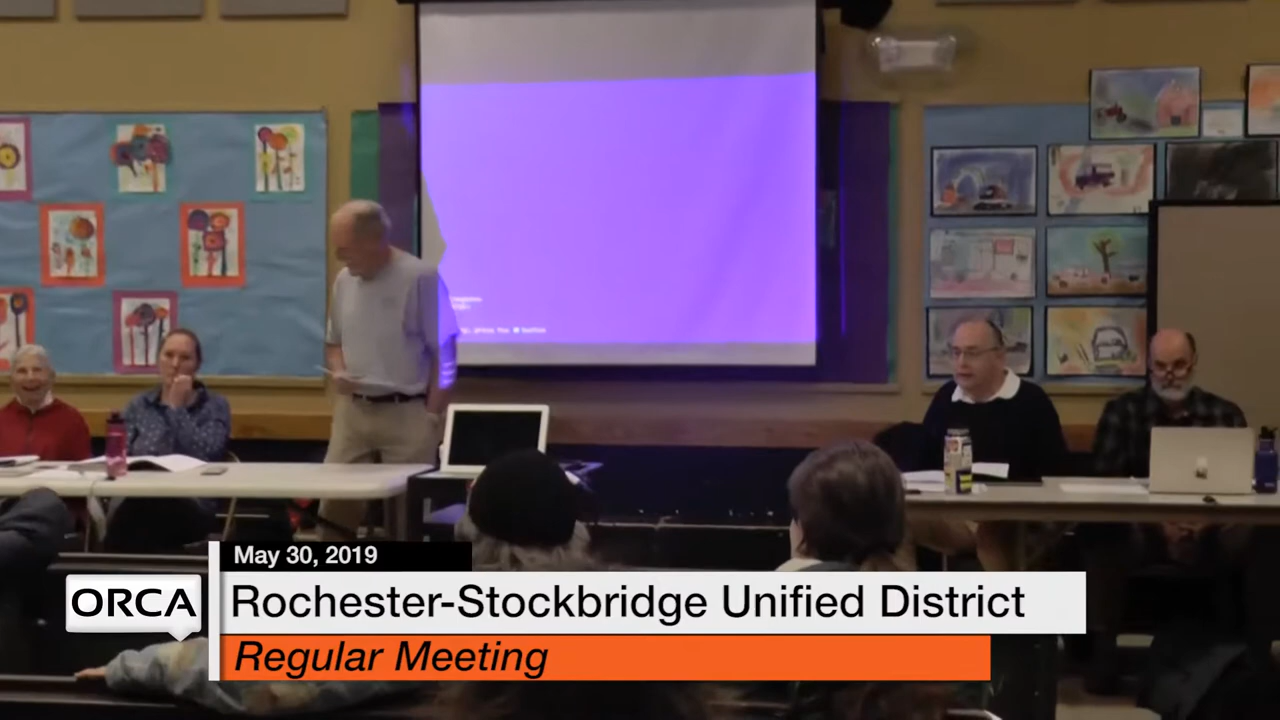 May 30, 2019
ORCA
Rochester-Stockbridge Unified District
Regular Meeting